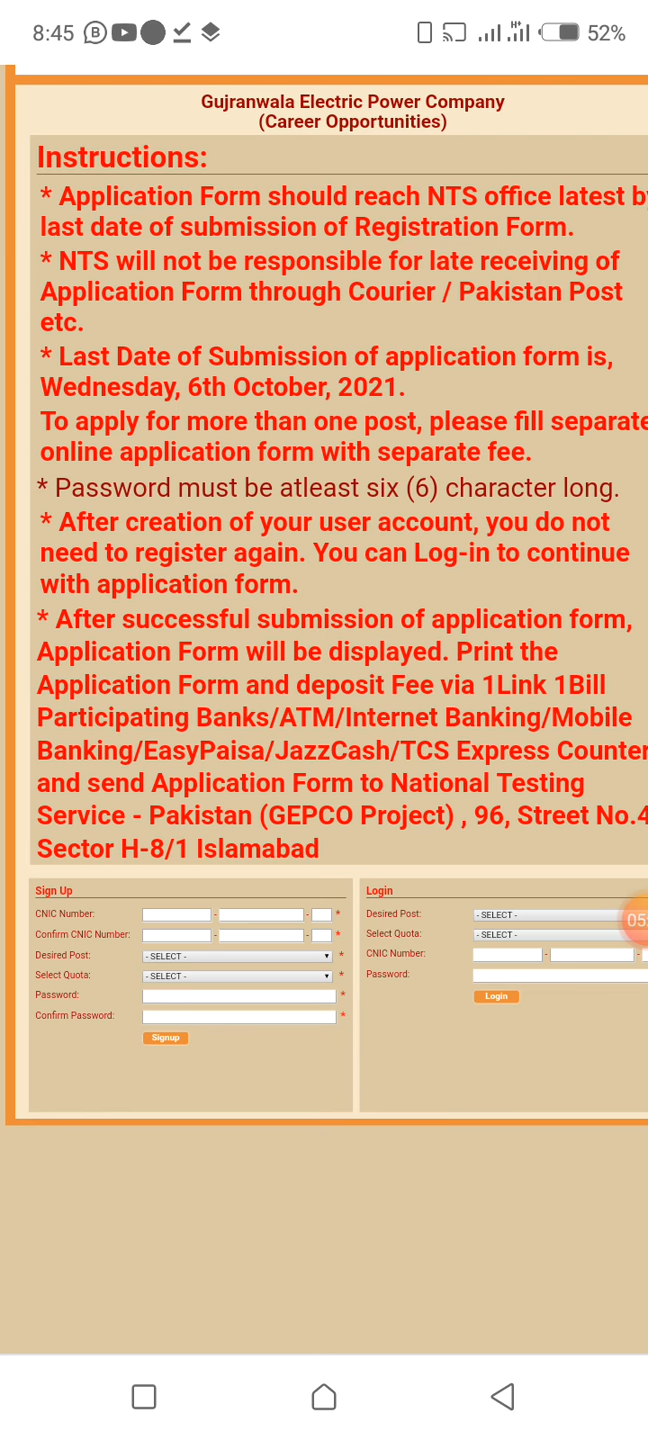 8:45
52%
Gujranwala Electric Power Company
(Career Opportunities)
Instructions:
* Application Form should reach NTS office latest by
last date of submission of Registration Form.
* NTS will not be responsible for late receiving of
Application Form through Courier / Pakistan Post
etc.
* Last Date of Submission of application form is,
Wednesday, 6th October, 2021.
To apply for more than one post, please fill separate
online application form with separate fee.
* Password must be atleast six (6) character long.
* After creation of your user account, you do not
need to register again. You can Log-in to continue
with application form.
* After successful submission of application form,
Application Form will be displayed. Print the
Application Form and deposit Fee via 1Link 1Bill
Participating Banks/ATM/Internet Banking/Mobile
Banking/EasyPaisa/JazzCash/TCS Express Counter
and send Application Form to National Testing
Service - Pakistan (GEPCO Project) , 96, Street No.4
Sector H-8/1 Islamabad
Sign Up
CNIC Number: - - *
Confirm CNIC Number: - - *
Desired Post: - SELECT - *
Select Quota: - SELECT - *
Password: *
Confirm Password: *
Signup
Login
Desired Post: - SELECT -
Select Quota: - SELECT -
CNIC Number: - -
Password:
Login
05